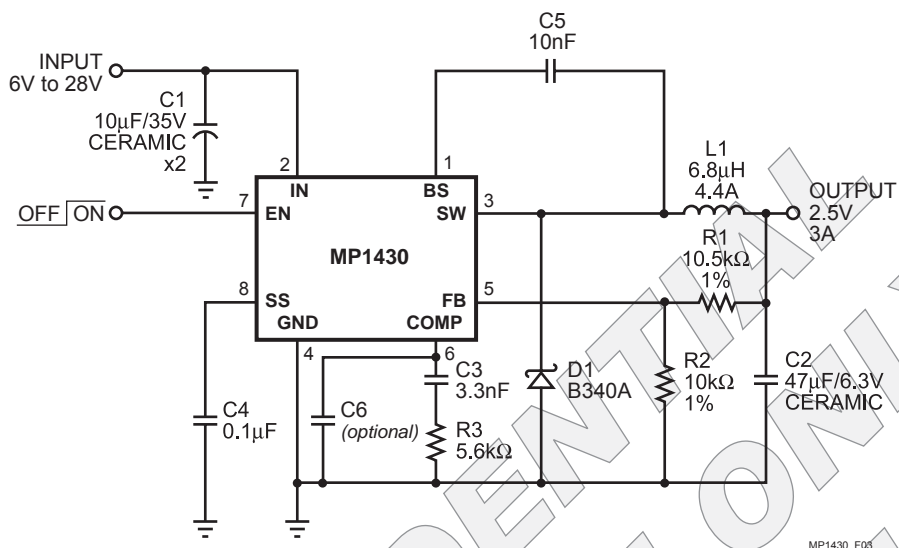 C5
10nF
INPUT
6V to 28V
C1
10μF/35V
CERAMIC
x2
2
1
IN
BS
L1
6.8μH
4.4A
OUTPUT
2.5V
3A
OFF ON
7
EN
SW
3
MP1430
R1
10.5kΩ
1%
8
SS
FB
5
GND
COMP
4
6
C3
3.3nF
D1
B340A
R2
10kΩ
1%
C2
47μF/6.3V
CERAMIC
C4
0.1μF
C6
(optional)
R3
5.6kΩ
MP1430_F03